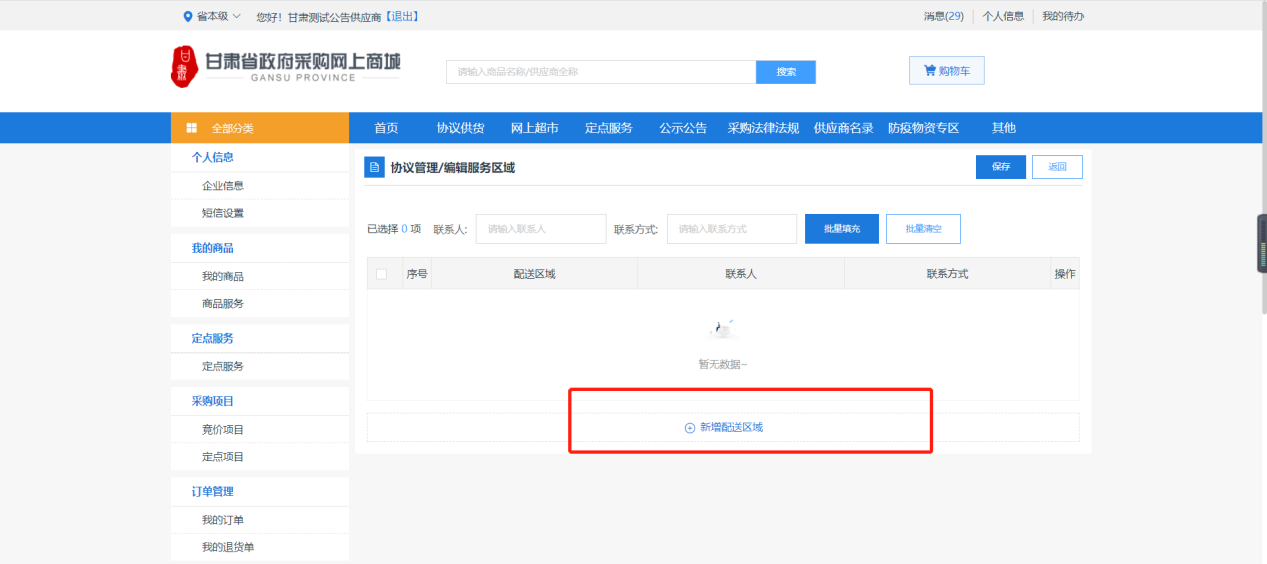 省本级 您好！甘肃测试公告供应商【退出】 消息(29) 个人信息 我的待办
甘肃省政府采购网上商城
GANSU PROVINCE
请输入商品名称/供应商全称 搜索 购物车
全部分类 首页 协议供货 网上超市 定点服务 公示公告 采购法律法规 供应商名录 防疫物资专区 其他
个人信息
企业信息
短信设置
我的商品
我的商品
商品服务
定点服务
定点服务
采购项目
竞价项目
定点项目
订单管理
我的订单
我的退货单
协议管理/编辑服务区域 保存 返回
已选择 0 项 联系人: 请输入联系人 联系方式: 请输入联系方式 批量填充 批量清空
序号 配送区域 联系人 联系方式 操作
暂无数据~
新增配送区域